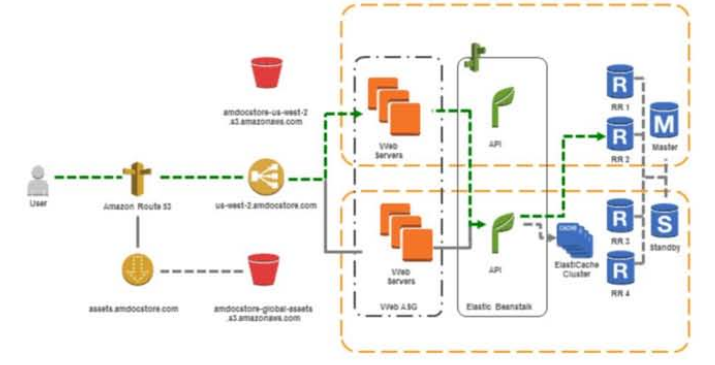 amdocstore-us-west-2
.s3.amazonaws.com
Web
Servers
API
RR 1
RR 2
M
Master
User
Amazon Route 53
us-west-2.amdocstore.com
R
R
R
R
S
Standby
RR 3
RR 4
CACHE
ElastiCache
Cluster
API
Web
Servers
Web ASG
Elastic Beanstalk
assets.amdocstore.com
amdocstore-global-assets
.s3.amazonaws.com